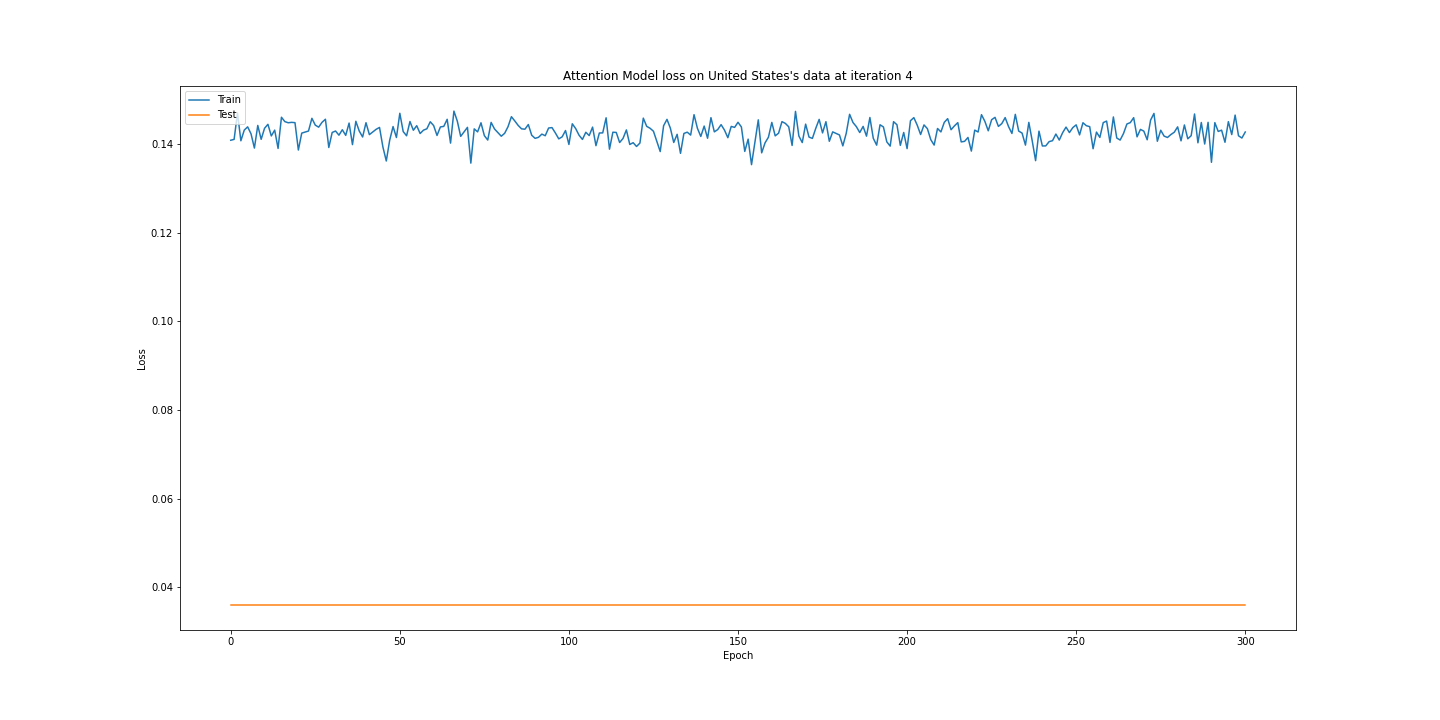 Attention Model loss on United States's data at iteration 4
Train
Test
0.14
0.12
0.10
0.08
0.06
0.04
Loss
0
50
100
150
200
250
300
Epoch